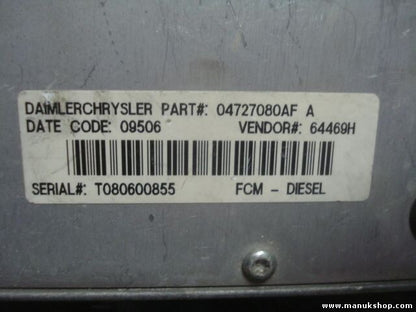 DAIMLERCHRYSLER PART#: 04727080AF A
DATE CODE: 09506 VENDOR#: 64469H
SERIAL#: T080600855 FCM - DIESEL
www.manukshop.com